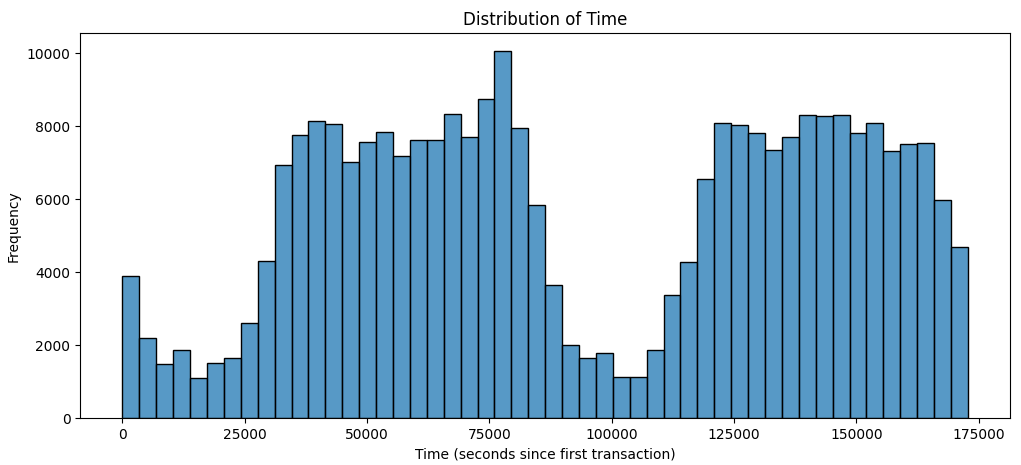 Distribution of Time
Frequency
10000
8000
6000
4000
2000
0
0 25000 50000 75000 100000 125000 150000 175000
Time (seconds since first transaction)